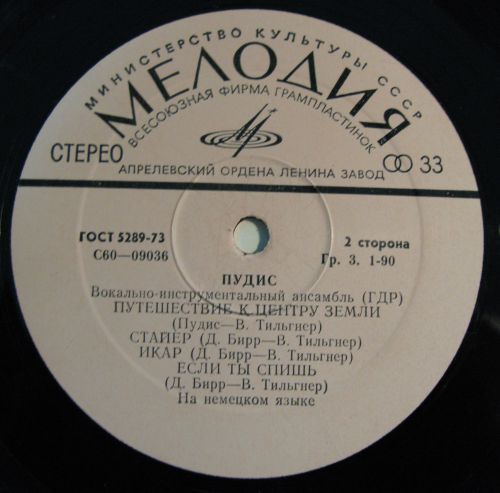 МИНИСТЕРСТВО КУЛЬТУРЫ СССР
МЕЛОДИЯ
ВСЕСОЮЗНАЯ ФИРМА ГРАМПЛАСТИНОК
СТЕРЕО
33
АПРЕЛЕВСКИЙ ОРДЕНА ЛЕНИНА ЗАВОД
ГОСТ 5289-73
2 сторона
С60—09036
Гр. 3. 1-90
ПУДИС
Вокально-инструментальный ансамбль (ГДР)
ПУТЕШЕСТВИЕ К ЦЕНТРУ ЗЕМЛИ
(Пудис—В. Тильгнер)
СТАЙЕР (Д. Бирр—В. Тильгнер)
ИКАР (Д. Бирр—В. Тильгнер)
ЕСЛИ ТЫ СПИШЬ
(Д. Бирр—В. Тильгнер)
На немецком языке